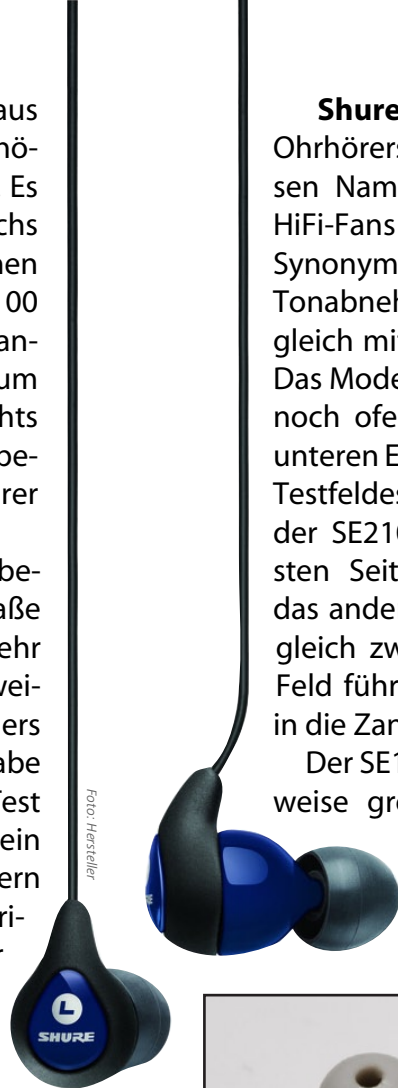 aus
hö-
Es
chs
nen
00
an-
um
hts
be-
rer
be-
aße
ehr
wei-
ers
abe
Test
ein
ern
ri-
Foto: Hersteller
L
SHURE
Shure
Ohrhörers
sen Nam
HiFi-Fans
Synonym
Tonabneh
gleich mit
Das Mode
noch ofe
unteren E
Testfeldes
der SE210
sten Seit
das ande
gleich zw
Feld führ
in die Zan
Der SE1
weise gr